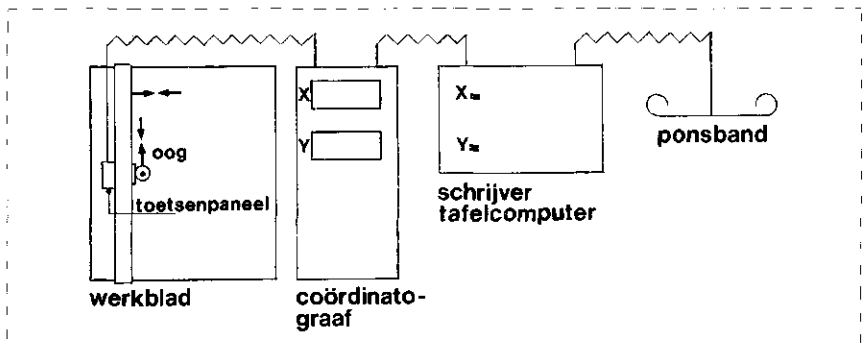 X
Y
oog
toetsenpaneel
werkblad
coördinato-
graaf
X=
Y=
schrijver
tafelcomputer
ponsband